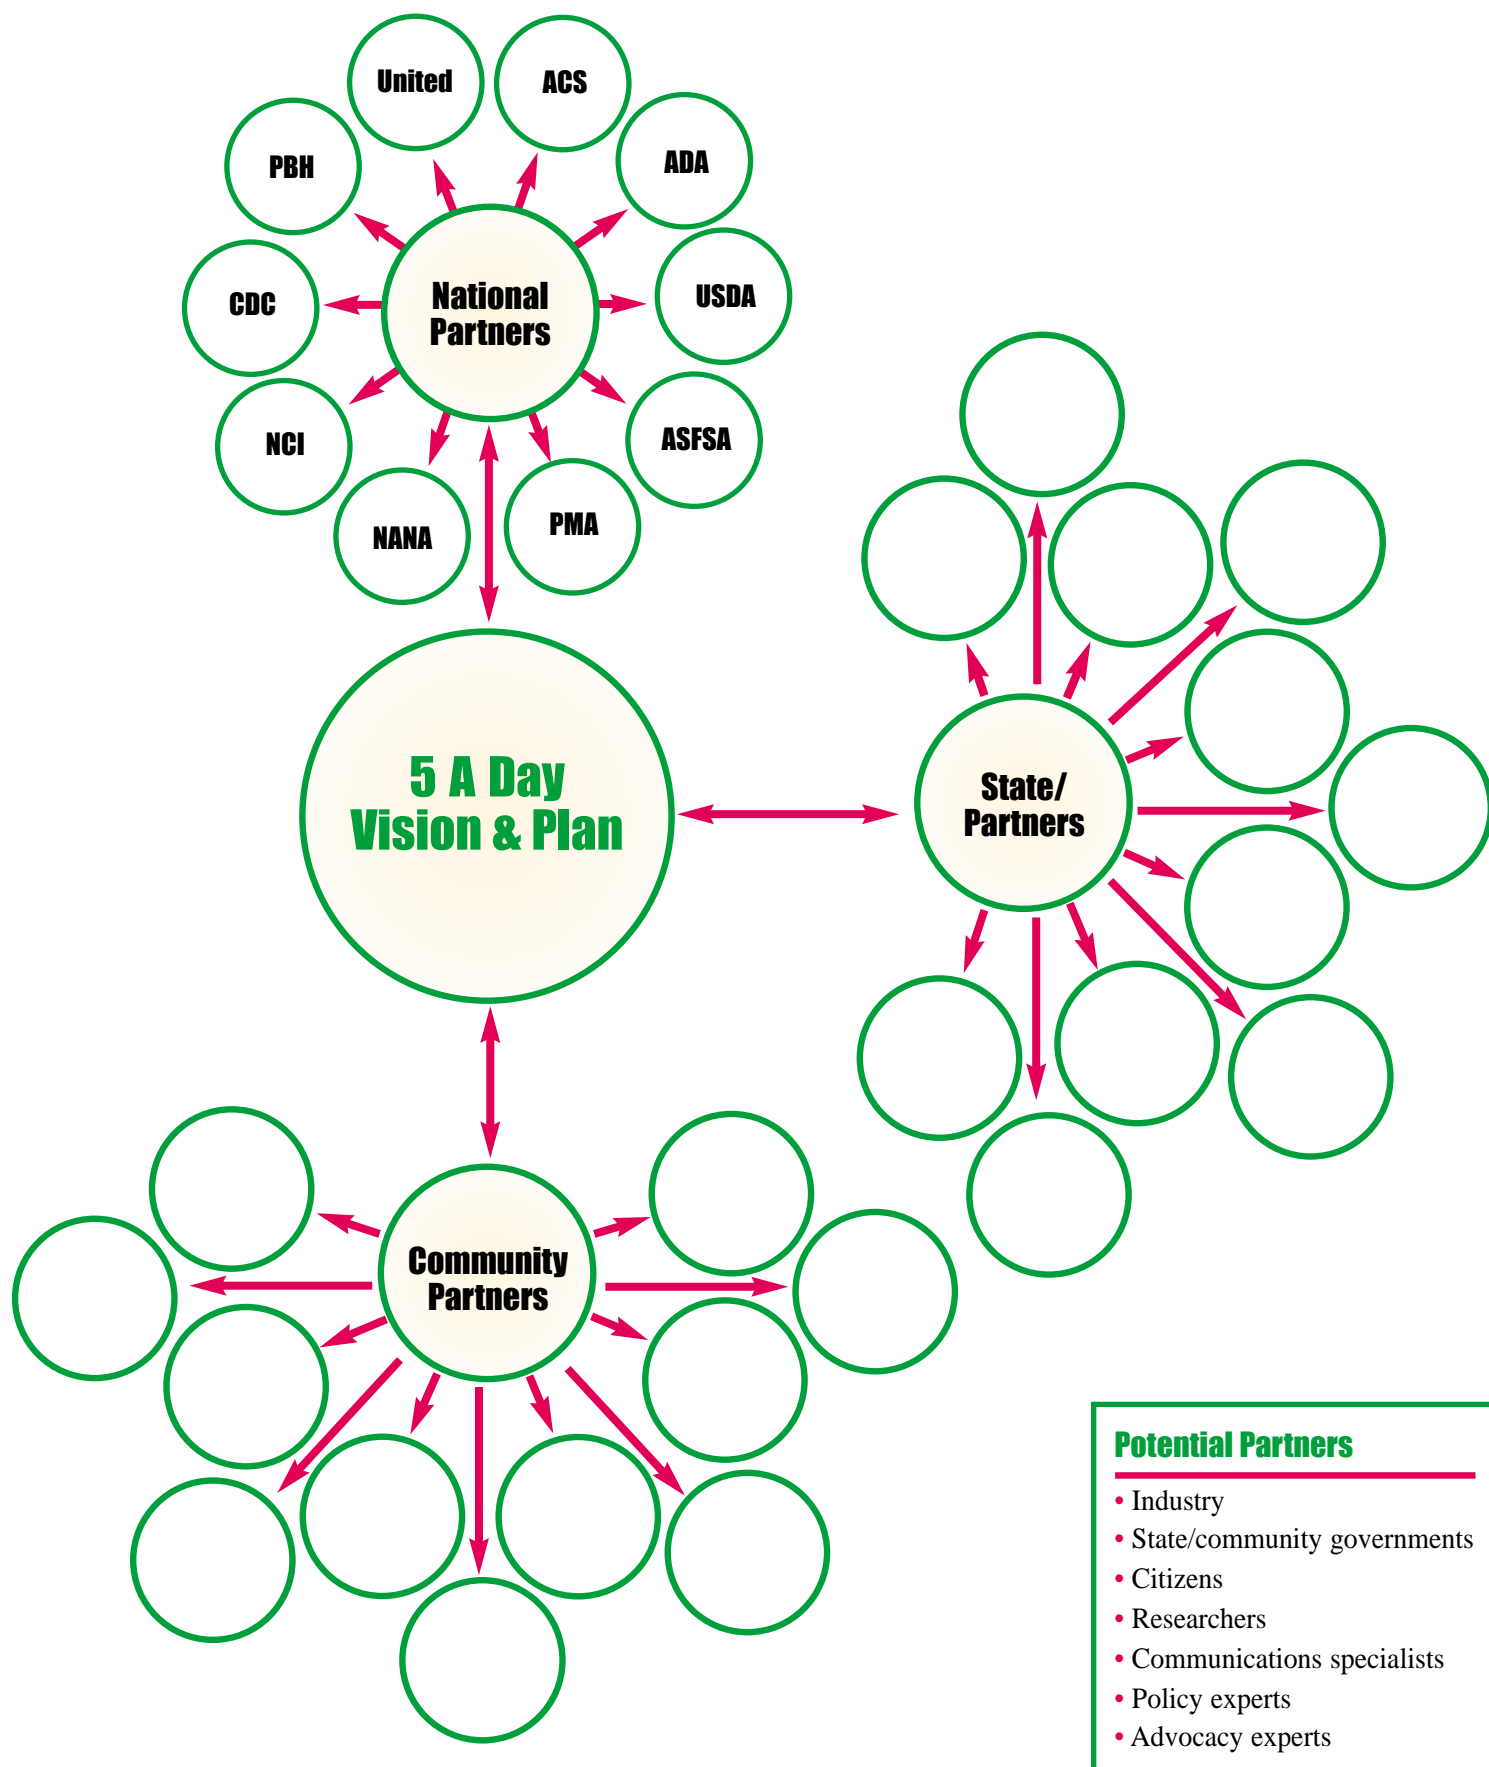 United
ACS
PBH
ADA
CDC
National
Partners
USDA
NCI
ASFSA
NANA
PMA
5 A Day
Vision & Plan
State/
Partners
Community
Partners
Potential Partners
• Industry
• State/community governments
• Citizens
• Researchers
• Communications specialists
• Policy experts
• Advocacy experts